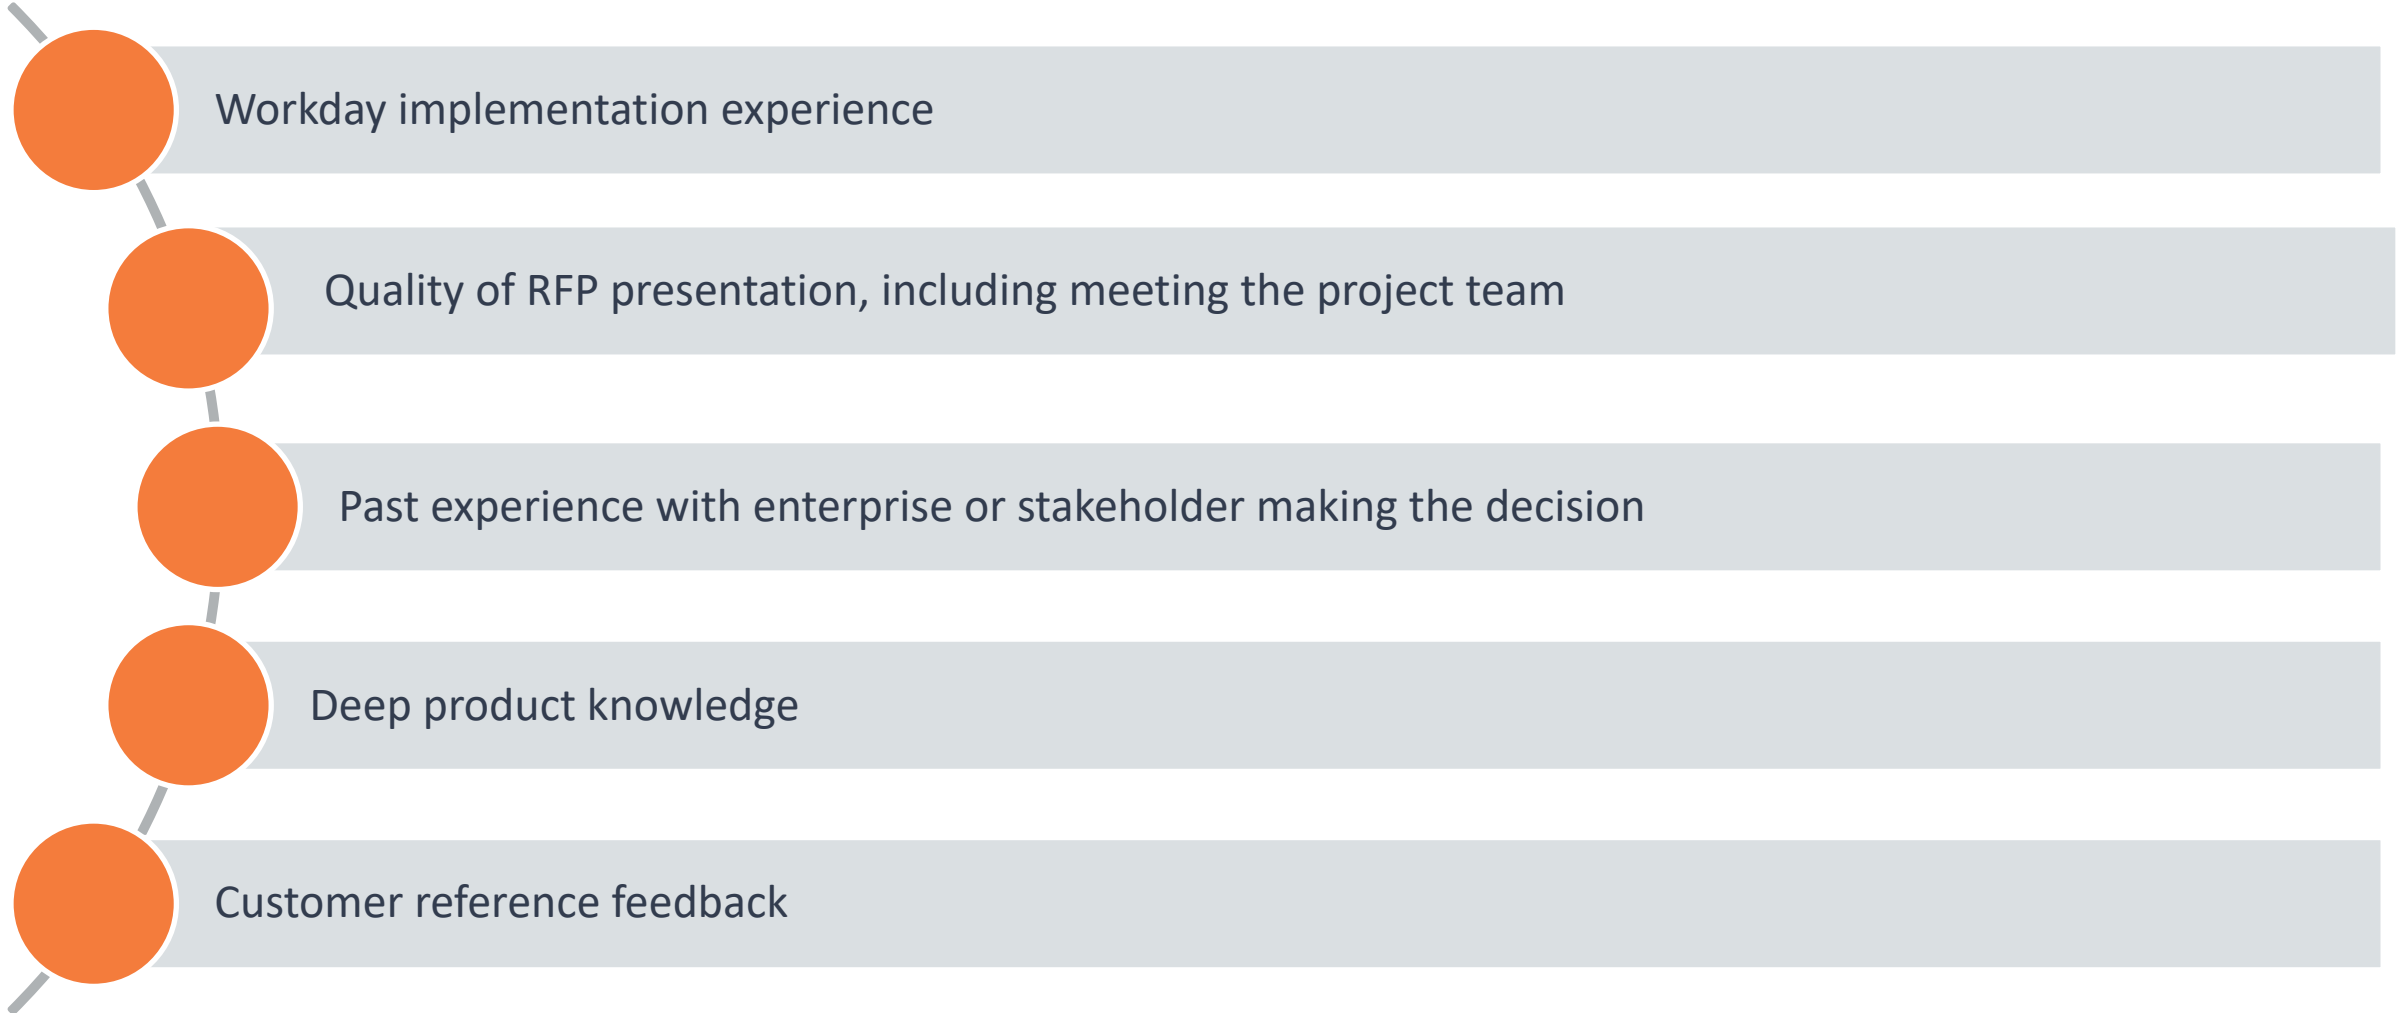 Workday implementation experience
Quality of RFP presentation, including meeting the project team
Past experience with enterprise or stakeholder making the decision
Deep product knowledge
Customer reference feedback